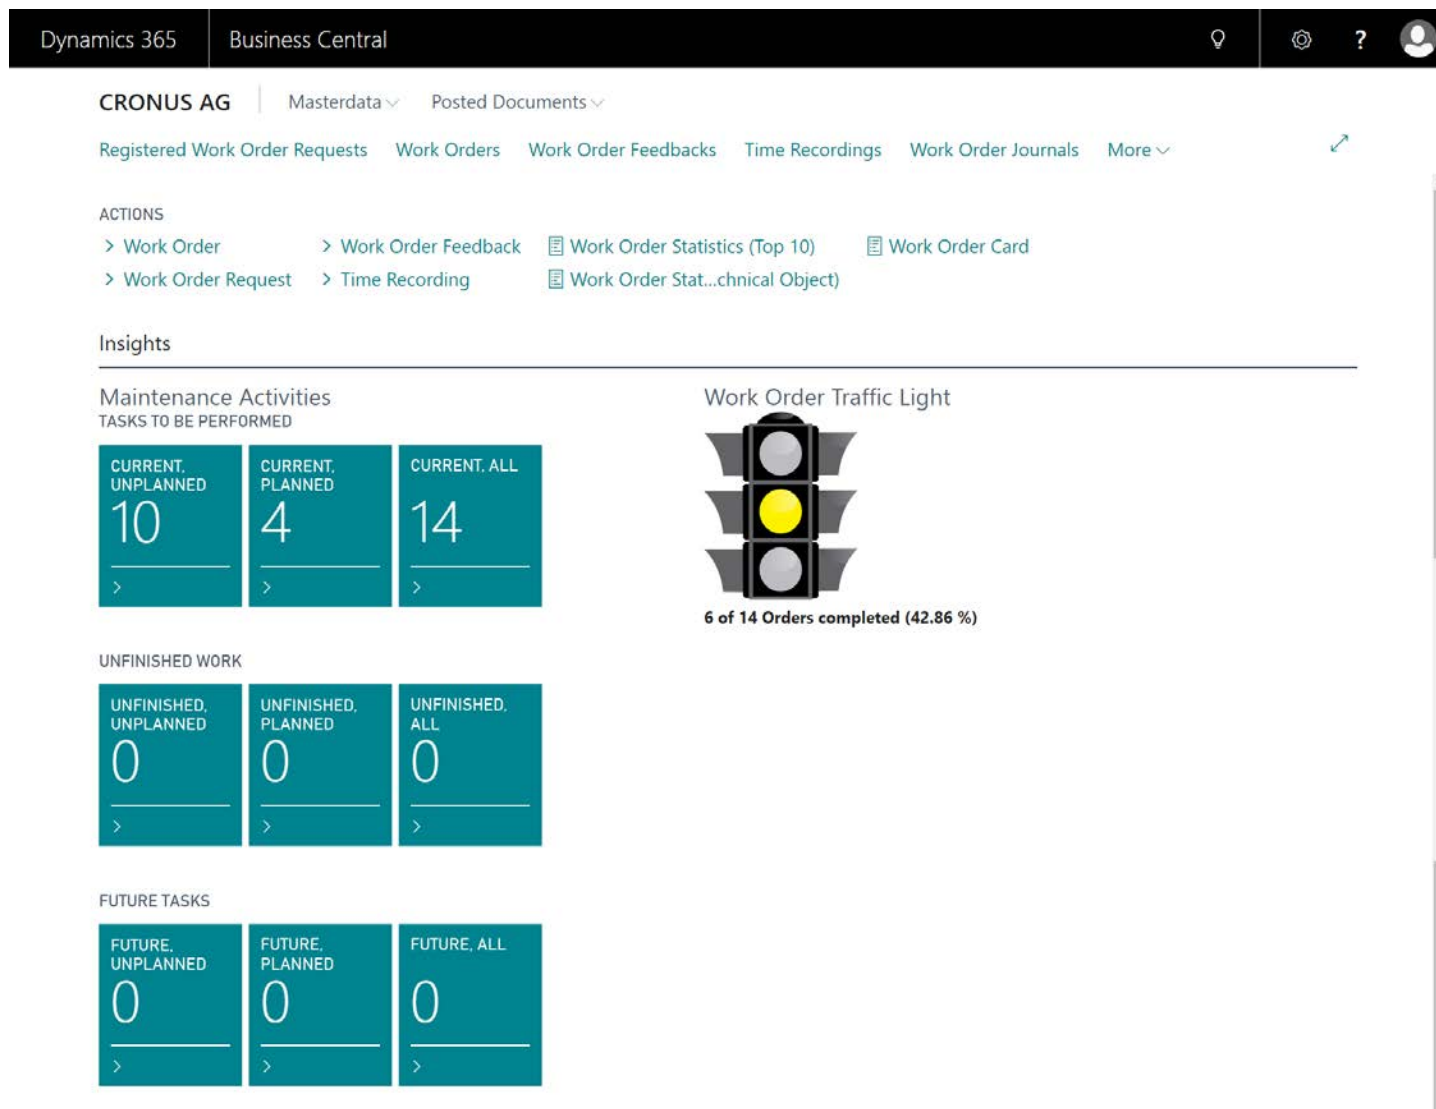 Dynamics 365 Business Central ?
CRONUS AG Masterdata Posted Documents
Registered Work Order Requests Work Orders Work Order Feedbacks Time Recordings Work Order Journals More
ACTIONS
> Work Order > Work Order Feedback Work Order Statistics (Top 10) Work Order Card
> Work Order Request > Time Recording Work Order Stat...chnical Object)
Insights
Maintenance Activities
TASKS TO BE PERFORMED
CURRENT, UNPLANNED
10
CURRENT, PLANNED
4
CURRENT, ALL
14
Work Order Traffic Light
6 of 14 Orders completed (42.86 %)
UNFINISHED WORK
UNFINISHED, UNPLANNED
0
UNFINISHED, PLANNED
0
UNFINISHED, ALL
0
FUTURE TASKS
FUTURE, UNPLANNED
0
FUTURE, PLANNED
0
FUTURE, ALL
0